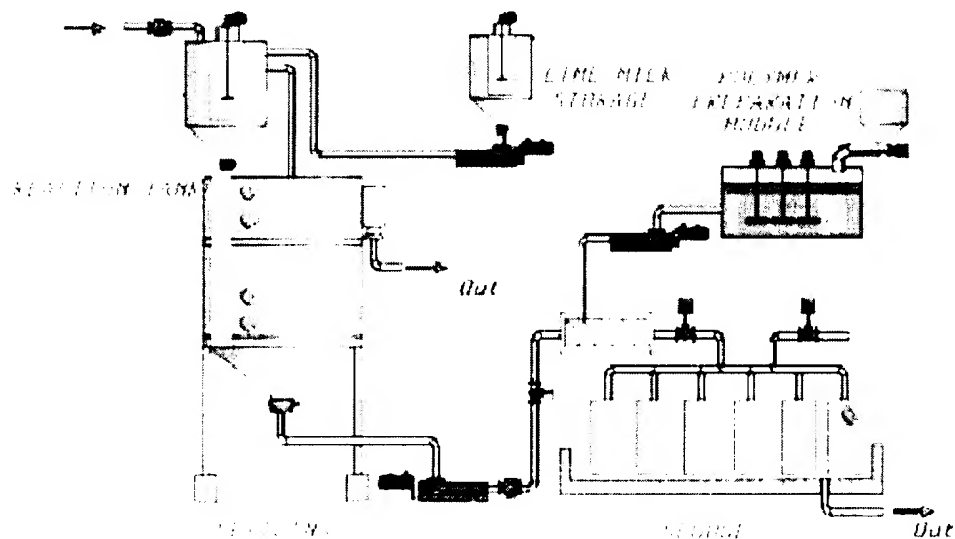 LIME MILK
STORAGE
POLYMER
PREPARATION
MODULE
REACTION TANK
Out
Out